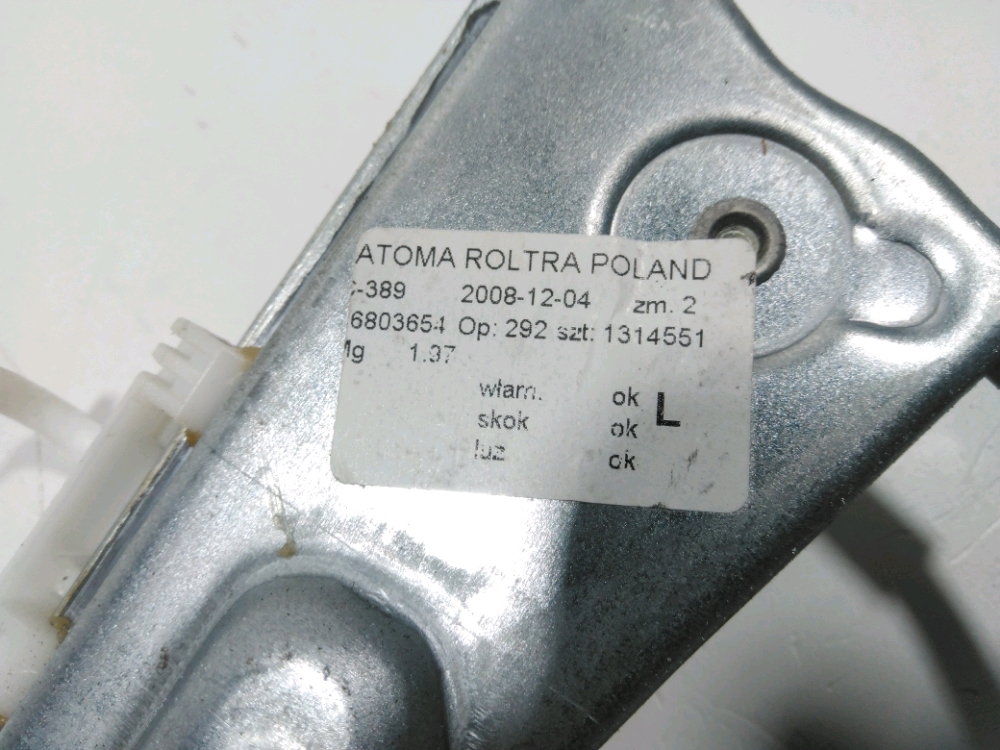 ATOMA ROLTRA POLAND
-389 2008-12-04 zm. 2
6803654 Op: 292 szt: 1314551
1.37
włam. ok L
skok ok
luz ok